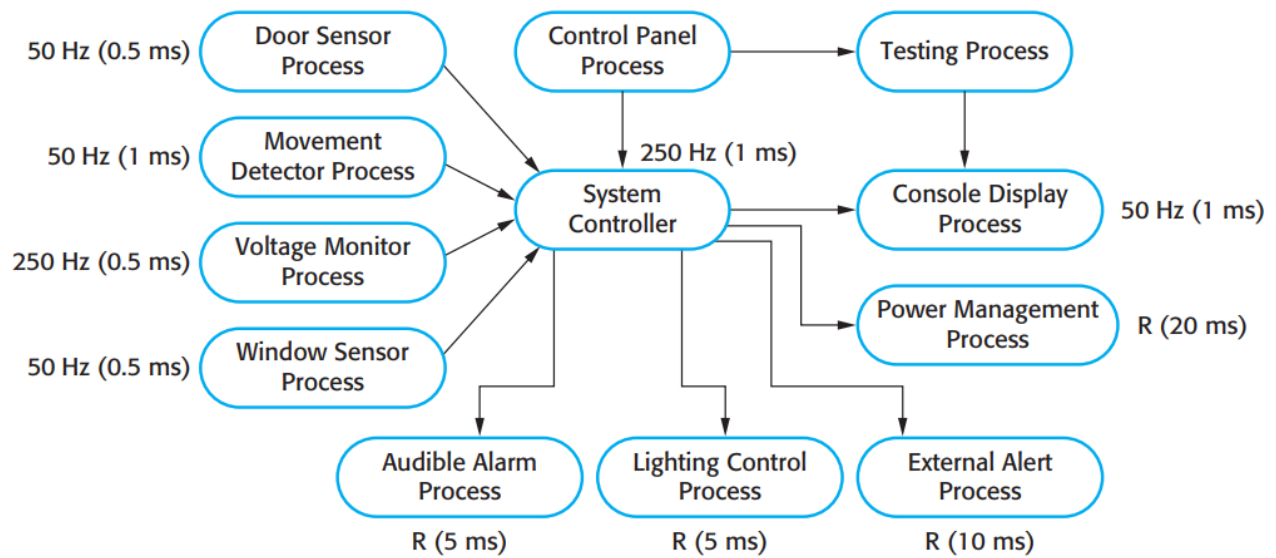 50 Hz (0.5 ms)
Door Sensor
Process
Control Panel
Process
Testing Process
50 Hz (1 ms)
Movement
Detector Process
250 Hz (1 ms)
System
Controller
Console Display
Process
50 Hz (1 ms)
250 Hz (0.5 ms)
Voltage Monitor
Process
Power Management
Process
R (20 ms)
50 Hz (0.5 ms)
Window Sensor
Process
Audible Alarm
Process
R (5 ms)
Lighting Control
Process
R (5 ms)
External Alert
Process
R (10 ms)